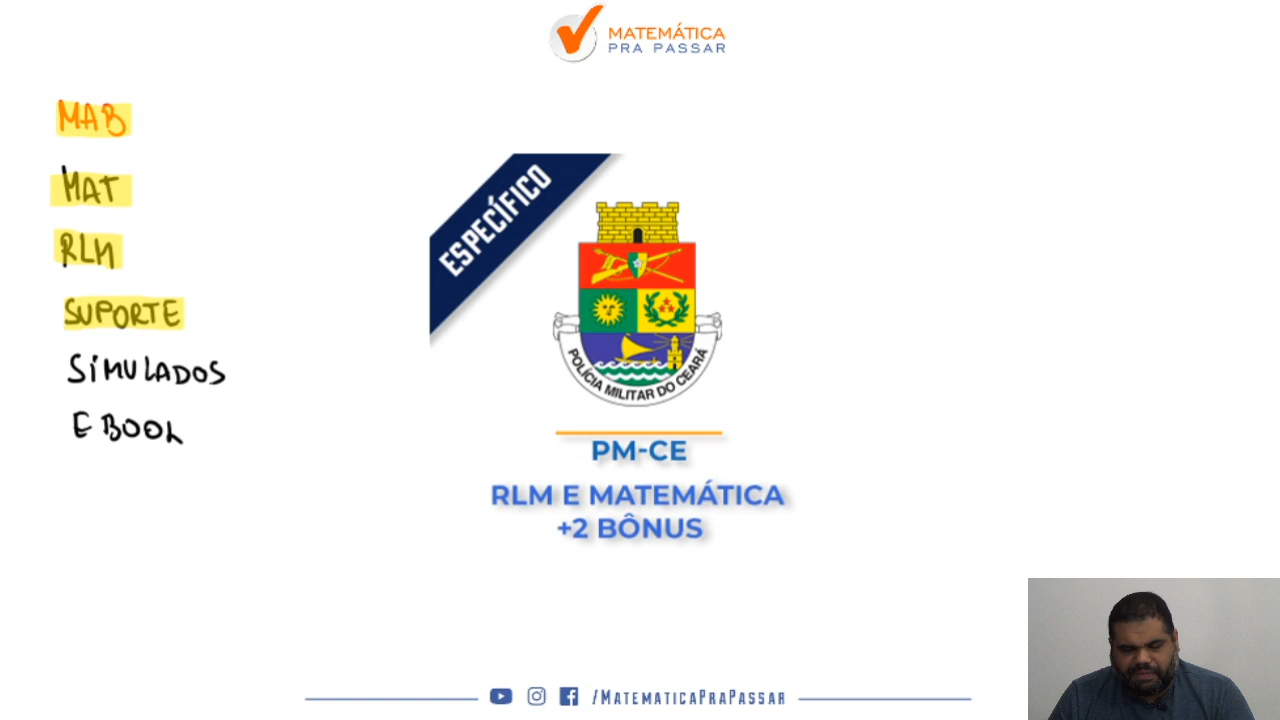 MATEMÁTICA
PRA PASSAR
MAB
MAT
RLM
SUPORTE
SIMULADOS
EBOOK
ESPECÍFICO
POLÍCIA MILITAR DO CEARÁ
PM-CE
RLM E MATEMÁTICA
+2 BÔNUS
/MATEMATICAPRAPASSAR